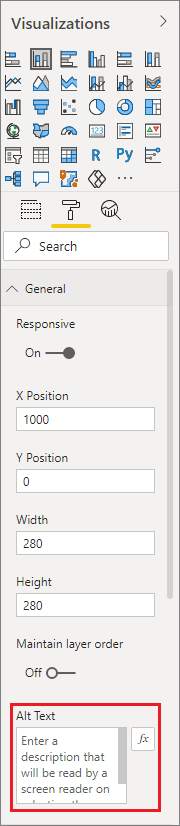 Visualizations
123
R
Py
Search
General
Responsive
On
X Position
1000
Y Position
0
Width
280
Height
280
Maintain layer order
Off
Alt Text
Enter a
description that
will be read by a
screen reader on
fx